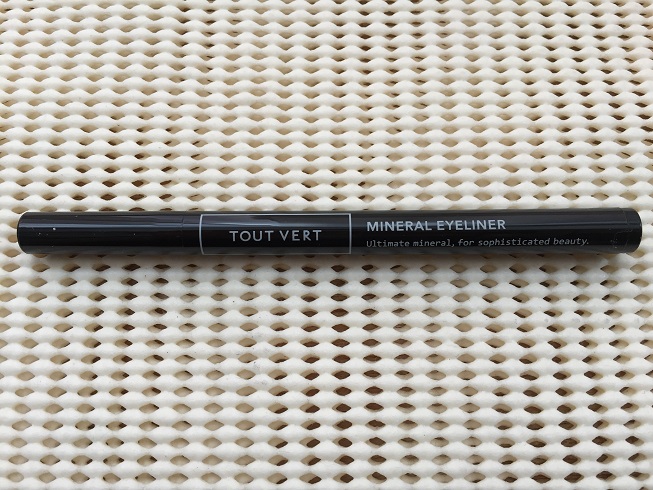 TOUT VERT
MINERAL EYELINER
Ultimate mineral, for sophisticated beauty.